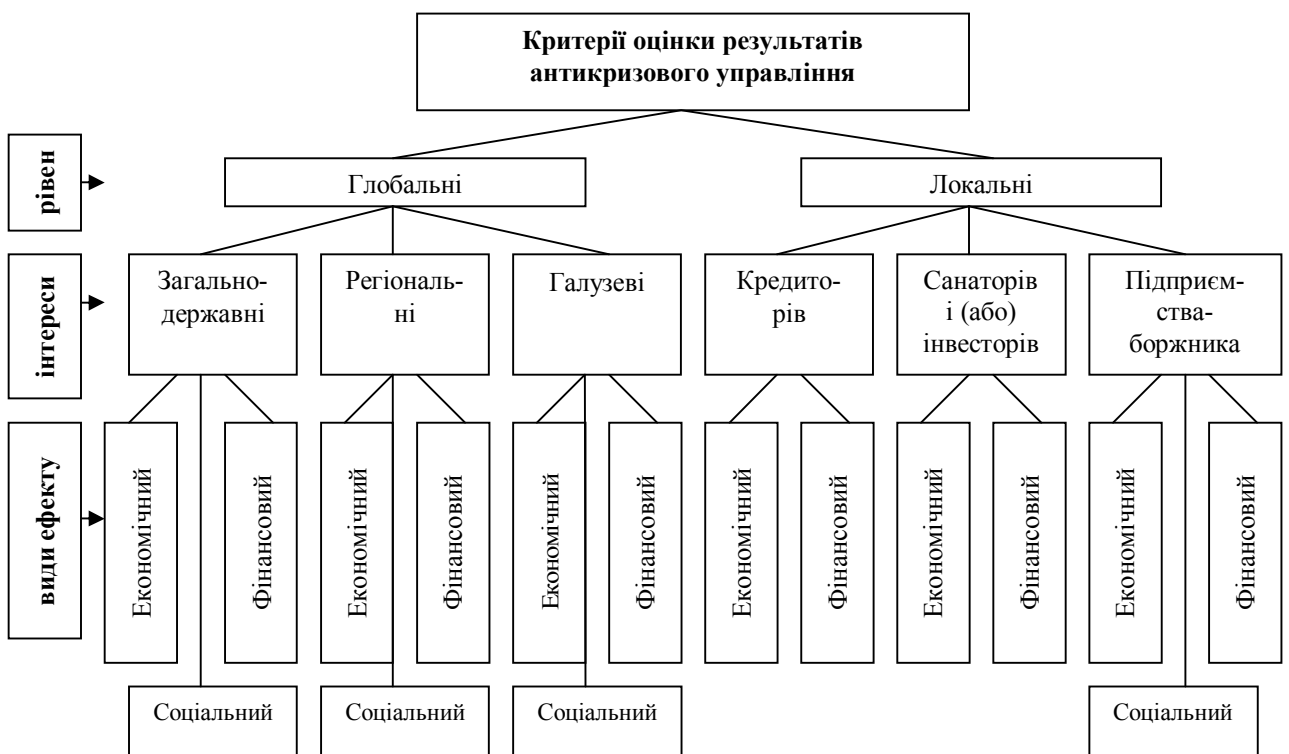 Критерії оцінки результатів
антикризового управління
рівен
Глобальні
Локальні
інтереси
Загально-
державні
Регіональ-
ні
Галузеві
Кредито-
рів
Санаторів
і (або)
інвесторів
Підприєм-
ства-
боржника
види ефекту
Економічний
Фінансовий
Економічний
Фінансовий
Економічний
Фінансовий
Економічний
Фінансовий
Економічний
Фінансовий
Економічний
Фінансовий
Соціальний
Соціальний
Соціальний
Соціальний